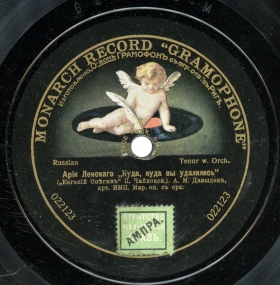 MONARCH RECORD "GRAMOPHONE"
Russian
Tenor w. Orch.
Арія Ленскаго „Куда, куда вы удалились"
(„Евгеній Онѣгинъ" П. Чайковск.). А. М. Давыдовъ,
арт. ИМП. Мар. оп. съ орк.
022123
022123
АМПРА.